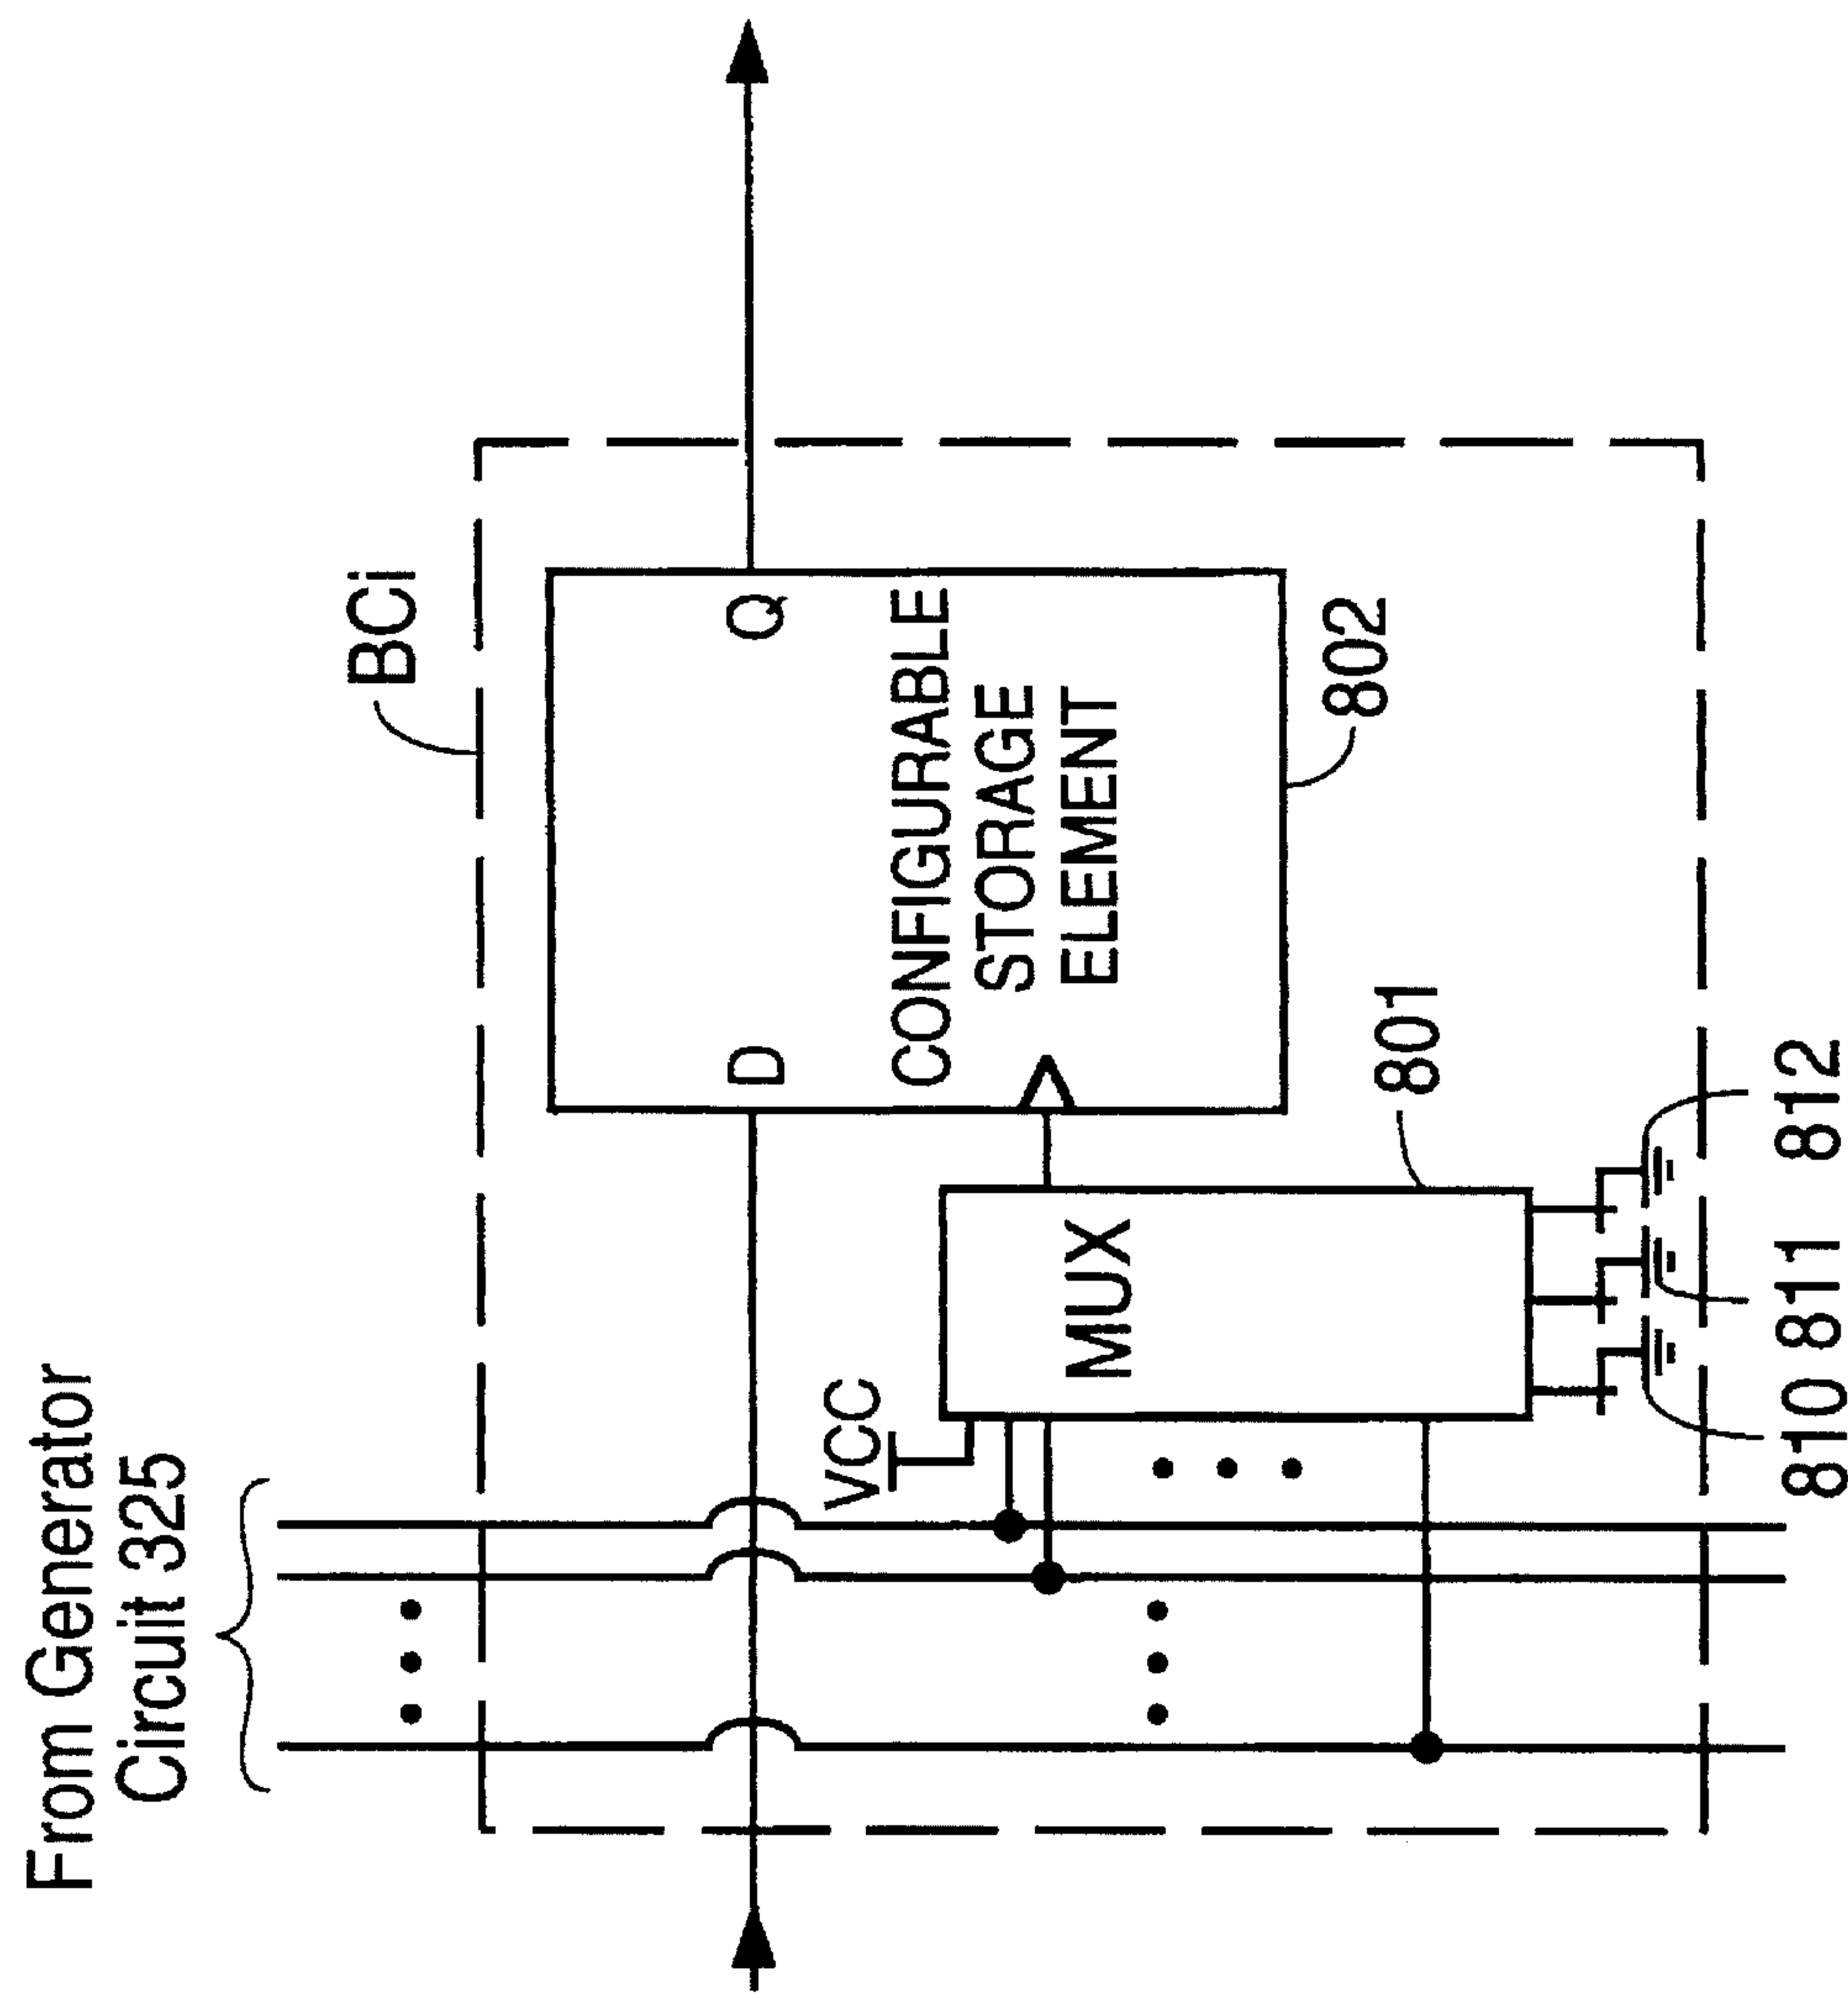 From Generator
Circuit 325
BCi
D
Q
CONFIGURABLE
STORAGE
ELEMENT
802
VCC
MUX
801
810
811
812